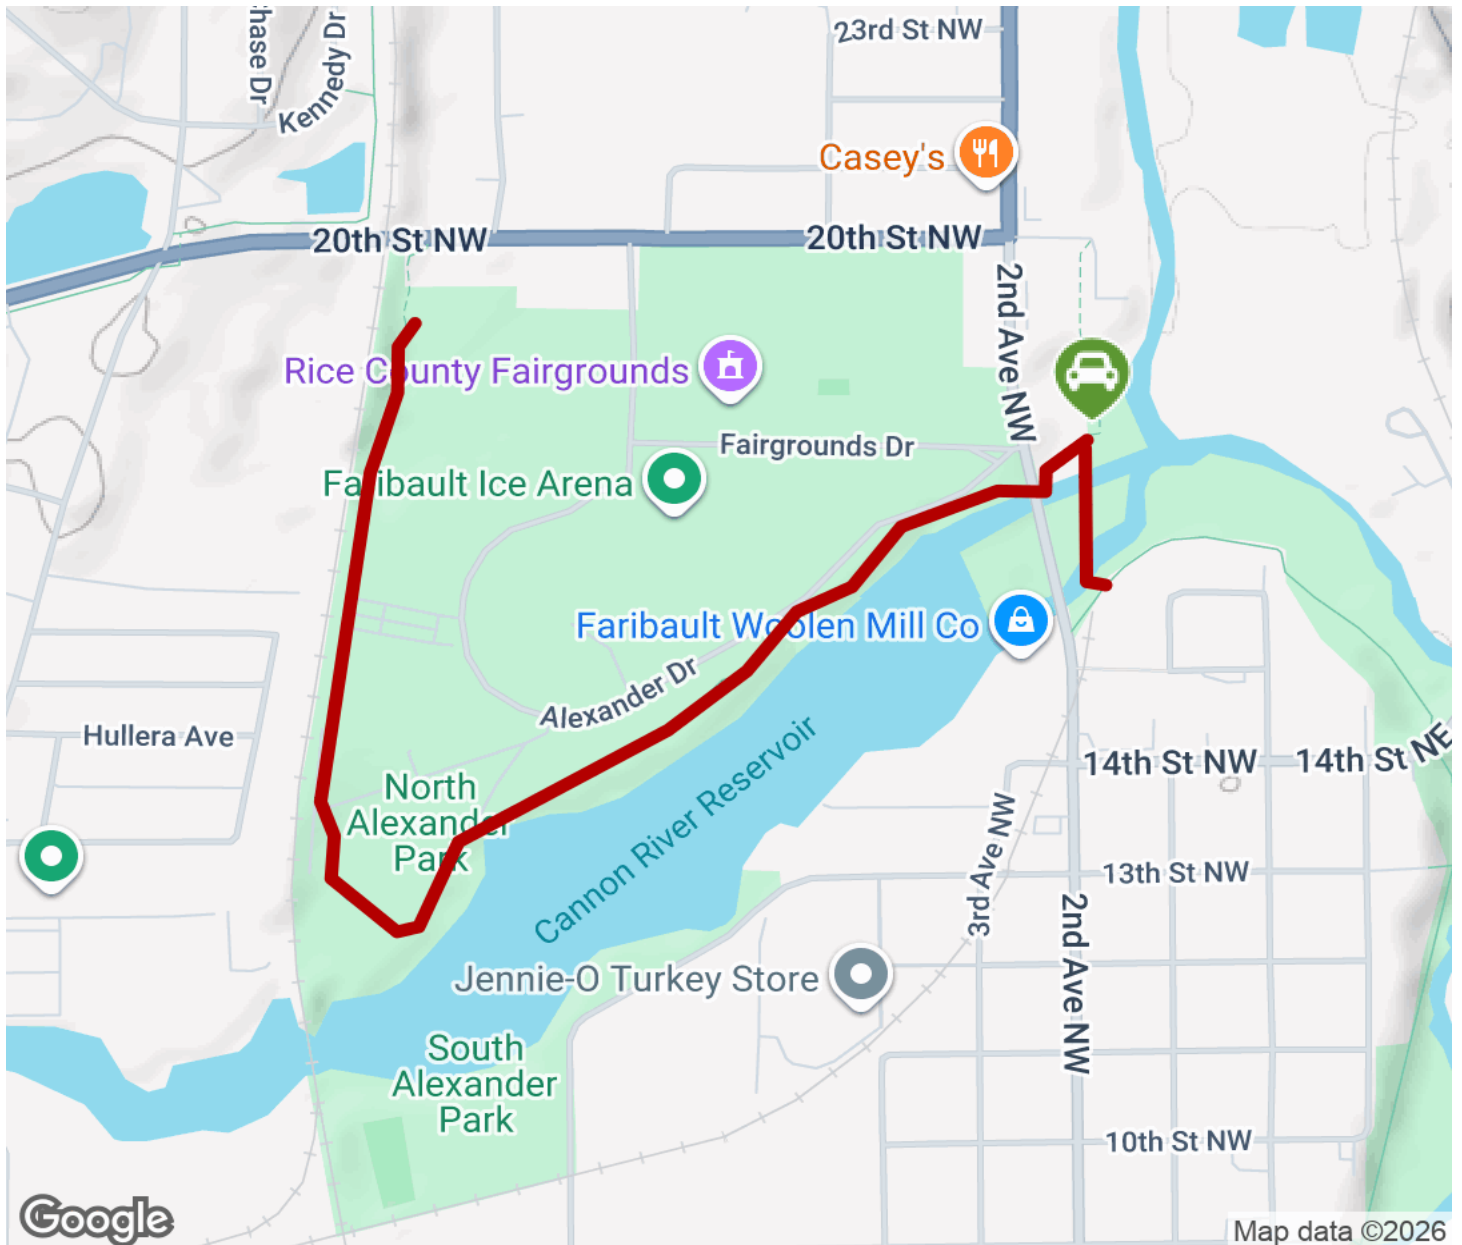 hase Dr
Kennedy Dr
23rd St NW
Casey's
20th St NW
20th St NW
2nd Ave NW
Rice County Fairgrounds
Fairgrounds Dr
Faribault Ice Arena
Faribault Woolen Mill Co
Alexander Dr
Hullera Ave
North
Alexander
Park
Cannon River Reservoir
14th St NW
14th St NE
3rd Ave NW
13th St NW
2nd Ave NW
Jennie-O Turkey Store
South
Alexander
Park
10th St NW
Google
Map data ©2026